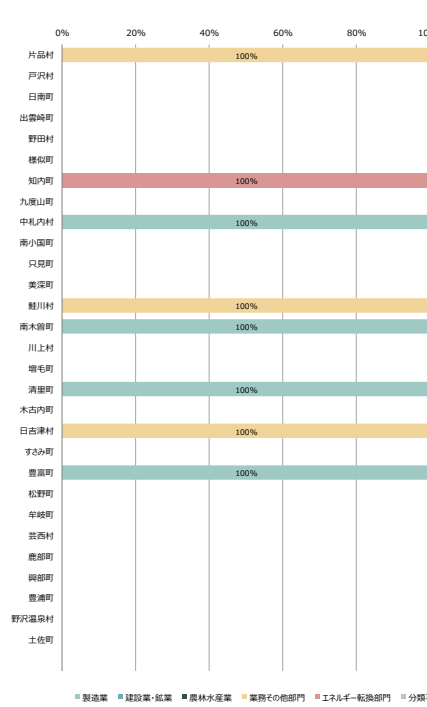 0% 20% 40% 60% 80% 10
片品村 100%
戸沢村
日南町
出雲崎町
野田村
様似町
知内町 100%
九度山町
中札内村 100%
南小国町
只見町
美深町
鮭川村 100%
南木曽町 100%
川上村
増毛町
清里町 100%
木古内町
日吉津村 100%
すさみ町
豊富町 100%
松野町
牟岐町
芸西村
鹿部町
興部町
豊浦町
野沢温泉村
土佐町
製造業 建設業・鉱業 農林水産業 業務その他部門 エネルギー転換部門 分類